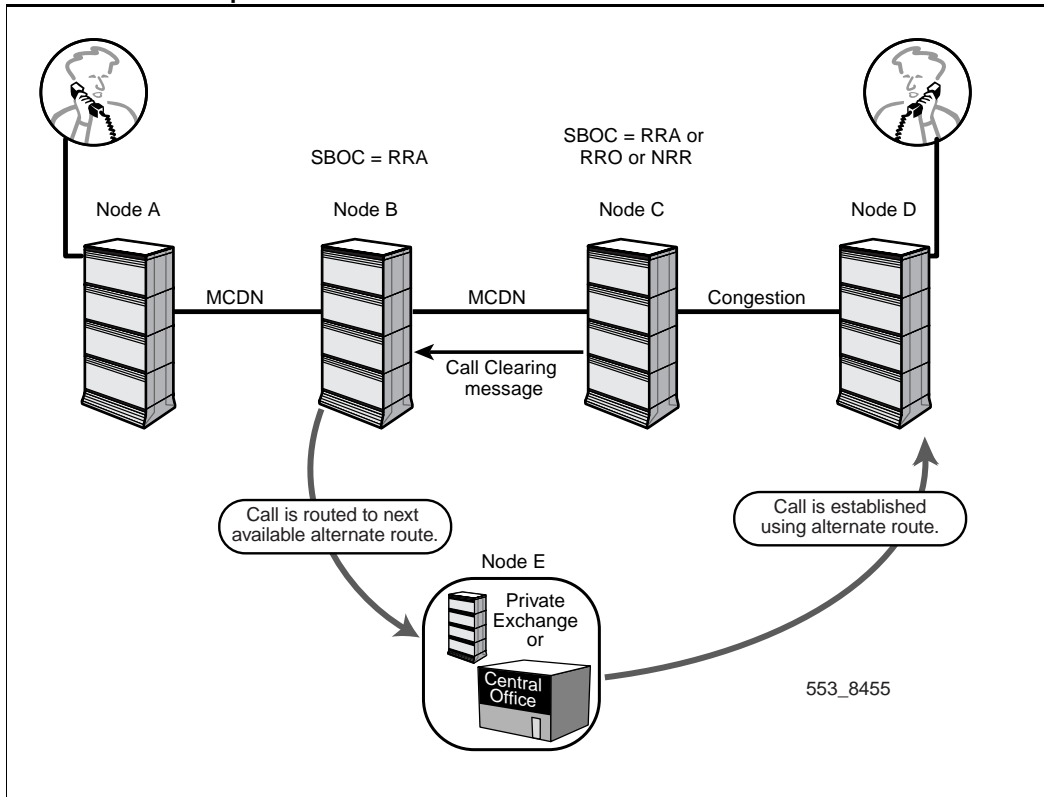 SBOC = RRA
SBOC = RRA or
RRO or NRR
Node A
Node B
Node C
Node D
MCDN
MCDN
Congestion
Call Clearing
message
Call is routed to next
available alternate route.
Call is established
using alternate route.
Node E
Private
Exchange
or
Central
Office
553_8455